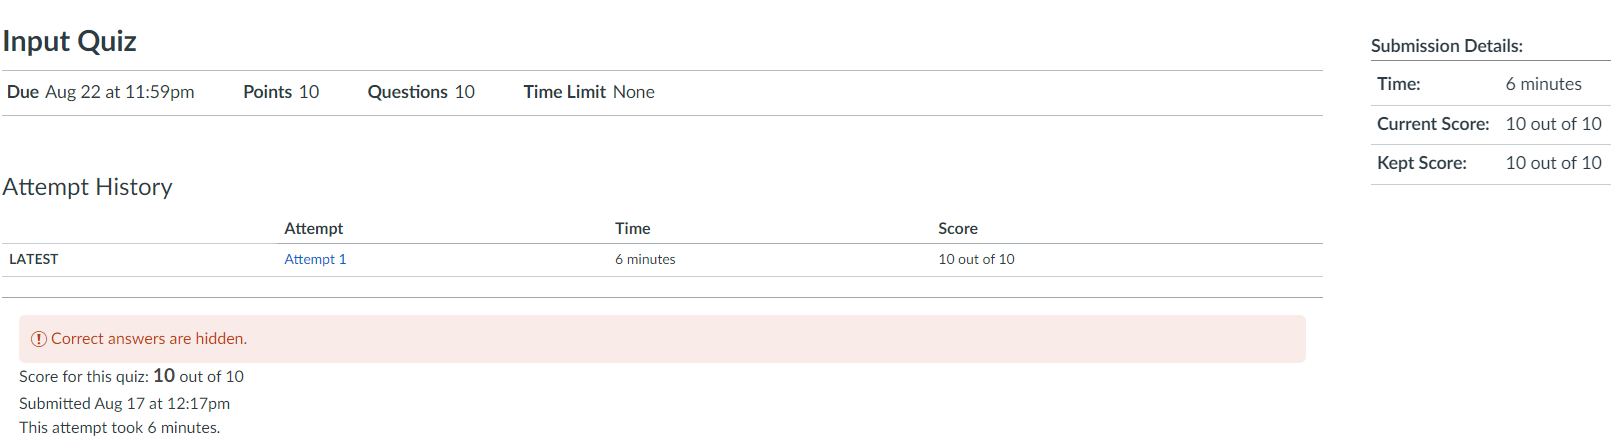 Input Quiz
Due Aug 22 at 11:59pm Points 10 Questions 10 Time Limit None
Attempt History
Attempt Time Score
LATEST Attempt 1 6 minutes 10 out of 10
Correct answers are hidden.
Score for this quiz: 10 out of 10
Submitted Aug 17 at 12:17pm
This attempt took 6 minutes.
Submission Details:
Time: 6 minutes
Current Score: 10 out of 10
Kept Score: 10 out of 10